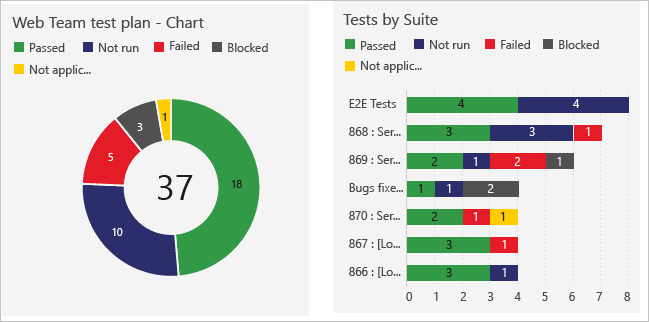 Web Team test plan - Chart
Passed Not run Failed Blocked
Not applic...
1
3
5
18
37
10
Tests by Suite
Passed Not run Failed Blocked
Not applic...
E2E Tests 4 4
868 : Ser... 3 3 1
869 : Ser... 2 1 2 1
Bugs fixe... 1 1 2
870 : Ser... 2 1 1
867 : [Lo... 3 1
866 : [Lo... 3 1
0 1 2 3 4 5 6 7 8